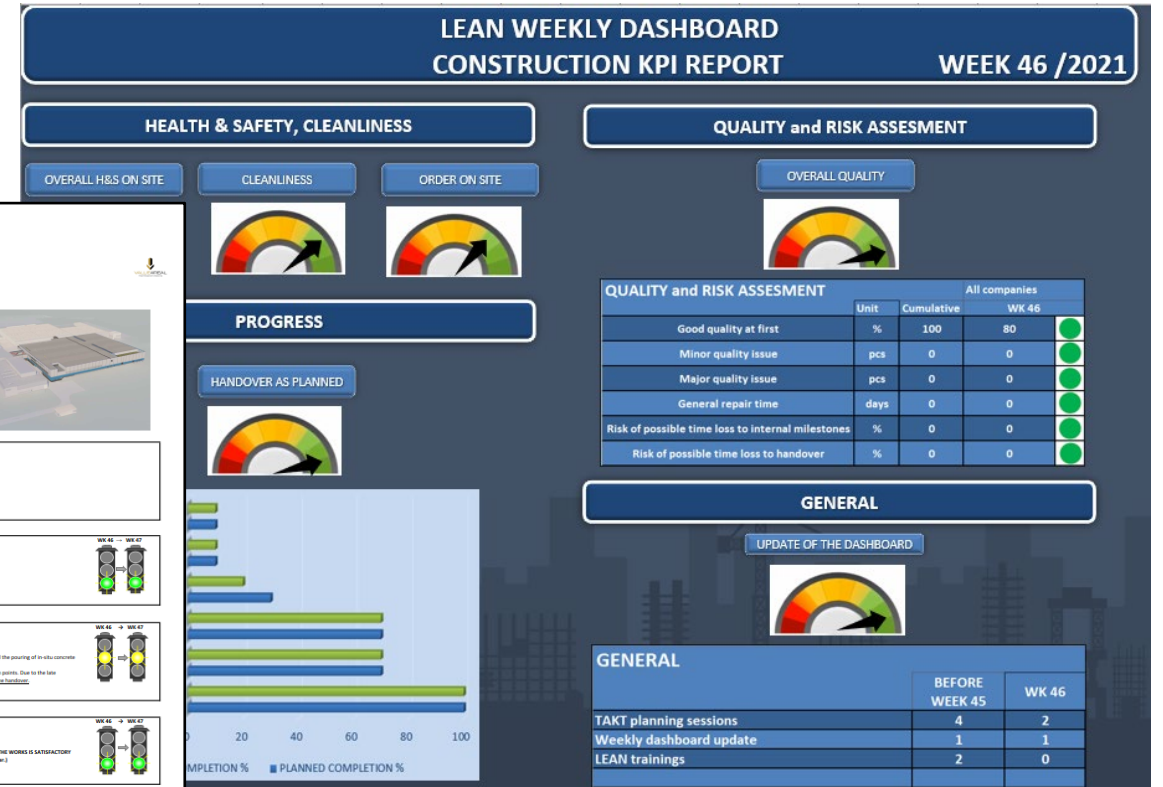 LEAN WEEKLY DASHBOARD
CONSTRUCTION KPI REPORT WEEK 46 /2021
HEALTH & SAFETY, CLEANLINESS
OVERALL H&S ON SITE CLEANLINESS ORDER ON SITE
PROGRESS
HANDOVER AS PLANNED
20 40 60 80 100
MPLETION % PLANNED COMPLETION %
WK 46 → WK 47
WK 46 → WK 47
the pouring of in-situ concrete
points. Due to the late
handover.
WK 46 → WK 47
THE WORKS IS SATISFACTORY
QUALITY and RISK ASSESMENT
OVERALL QUALITY
QUALITY and RISK ASSESMENT All companies
Unit Cumulative WK 46
Good quality at first % 100 80
Minor quality issue pcs 0 0
Major quality issue pcs 0 0
General repair time days 0 0
Risk of possible time loss to internal milestones % 0 0
Risk of possible time loss to handover % 0 0
GENERAL
UPDATE OF THE DASHBOARD
GENERAL
BEFORE
WEEK 45 WK 46
TAKT planning sessions 4 2
Weekly dashboard update 1 1
LEAN trainings 2 0